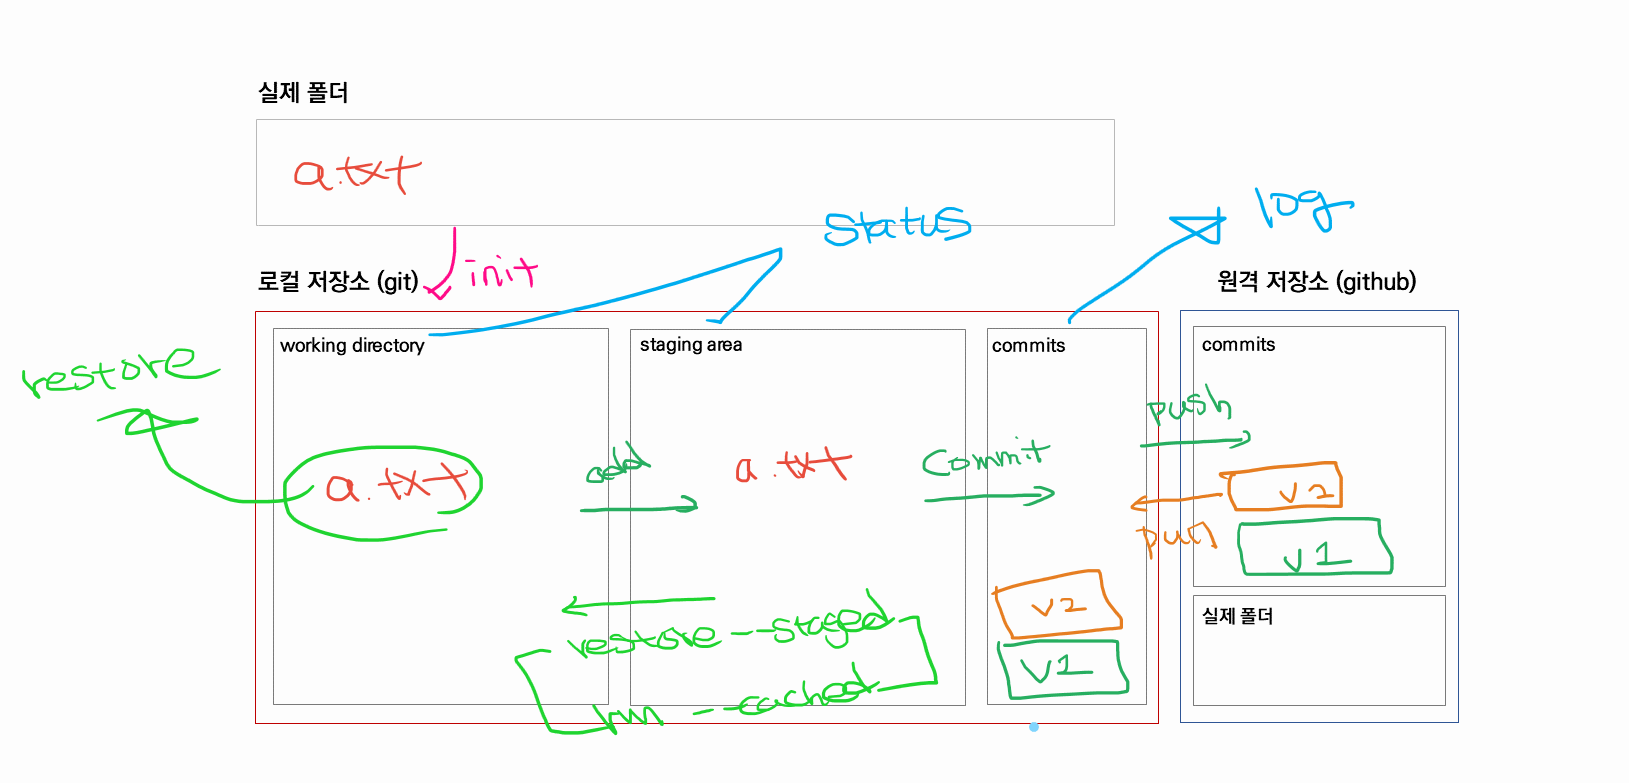 실제 폴더
a.txt
status
log
init
로컬 저장소 (git)
원격 저장소 (github)
working directory
staging area
commits
commits
restore
push
add
a.txt
commit
a.txt
v2
pull
v1
v2
restore --staged
실제 폴더
v1
rm --cached